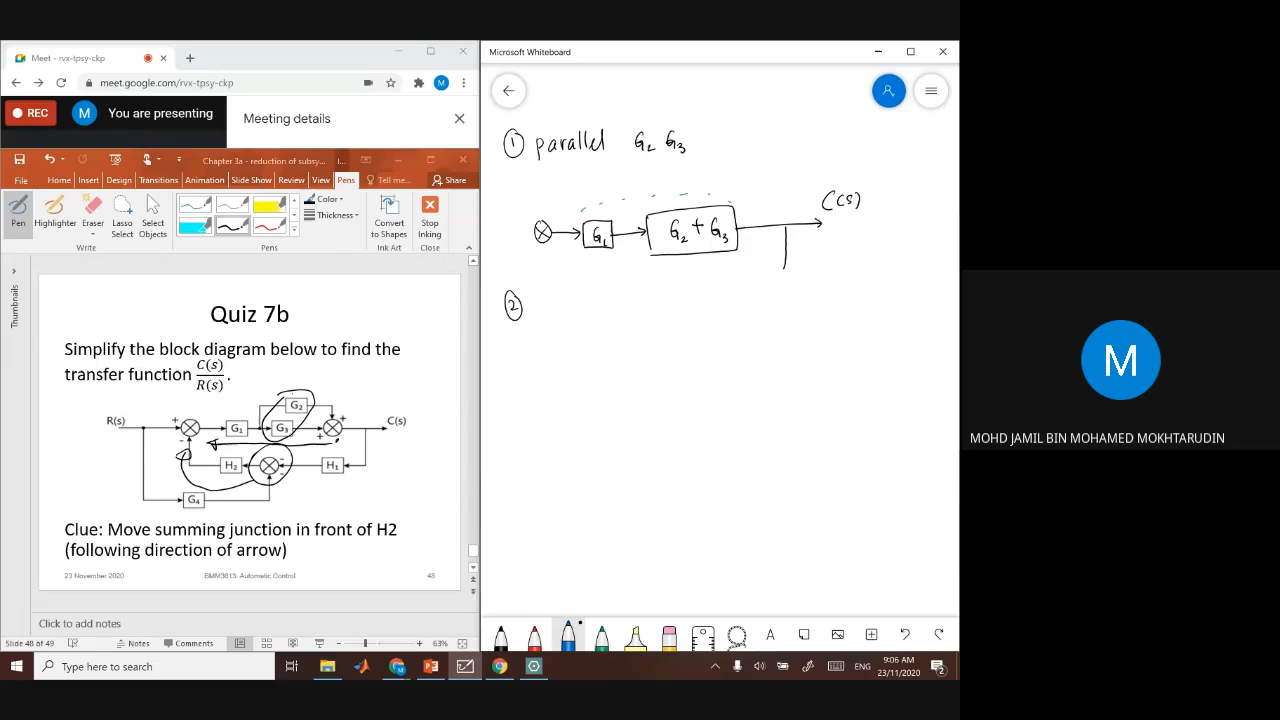 Meet - rvx-tpsy-ckp
meet.google.com/rvx-tpsy-ckp
REC
M
You are presenting
Meeting details
Chapter 3a - reduction of subsy...
File
Home
Insert
Design
Transitions
Animation
Slide Show
Review
View
Pens
Tell me...
Share
Pen
Highlighter
Eraser
Lasso Select
Select Objects
Color
Thickness
Convert to Shapes
Stop Inking
Write
Pens
Ink Art
Close
Thumbnails
Quiz 7b
Simplify the block diagram below to find the
transfer function C(s)/R(s).
G2
R(s) + G1 G3 + + C(s)
- H2 - - H1
G4
Clue: Move summing junction in front of H2
(following direction of arrow)
23 November 2020
BMM3613: Automatic Control
48
Click to add notes
Slide 48 of 49
Notes
Comments
63%
Microsoft Whiteboard
1 parallel G2 G3
C(s)
G1 G2 + G3
2
M
MOHD JAMIL BIN MOHAMED MOKHTARUDIN
Type here to search
ENG
9:06 AM
23/11/2020
2